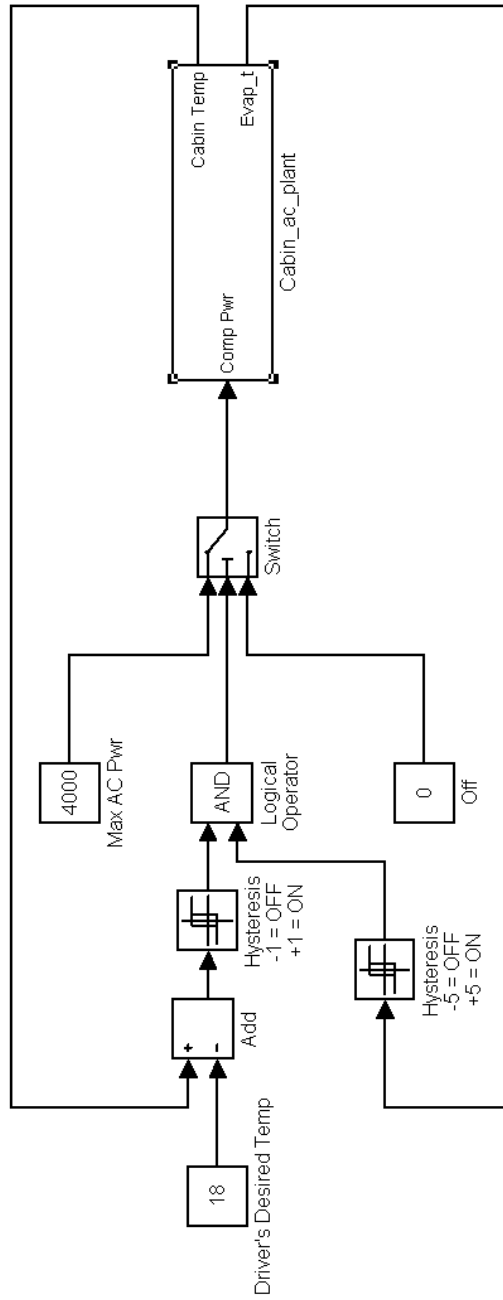 18
Driver's Desired Temp
+
-
Add
Hysteresis
-1 = OFF
+1 = ON
Hysteresis
-5 = OFF
+5 = ON
4000
Max AC Pwr
AND
Logical
Operator
0
Off
Switch
Comp Pwr
Cabin Temp
Evap_t
Cabin_ac_plant